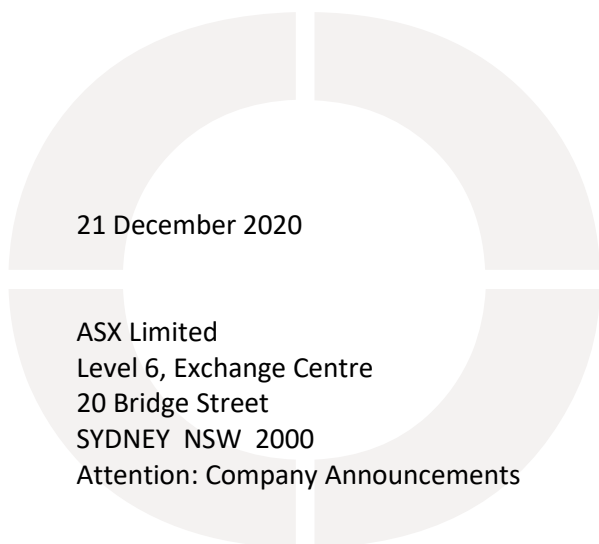 21 December 2020
ASX Limited
Level 6, Exchange Centre
20 Bridge Street
SYDNEY  NSW  2000
Attention: Company Announcements